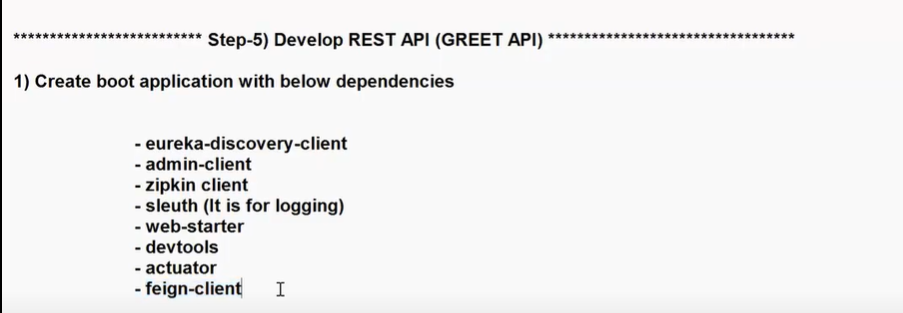 ************************** Step-5) Develop REST API (GREET API) **********************************
1) Create boot application with below dependencies
- eureka-discovery-client
- admin-client
- zipkin client
- sleuth (It is for logging)
- web-starter
- devtools
- actuator
- feign-client